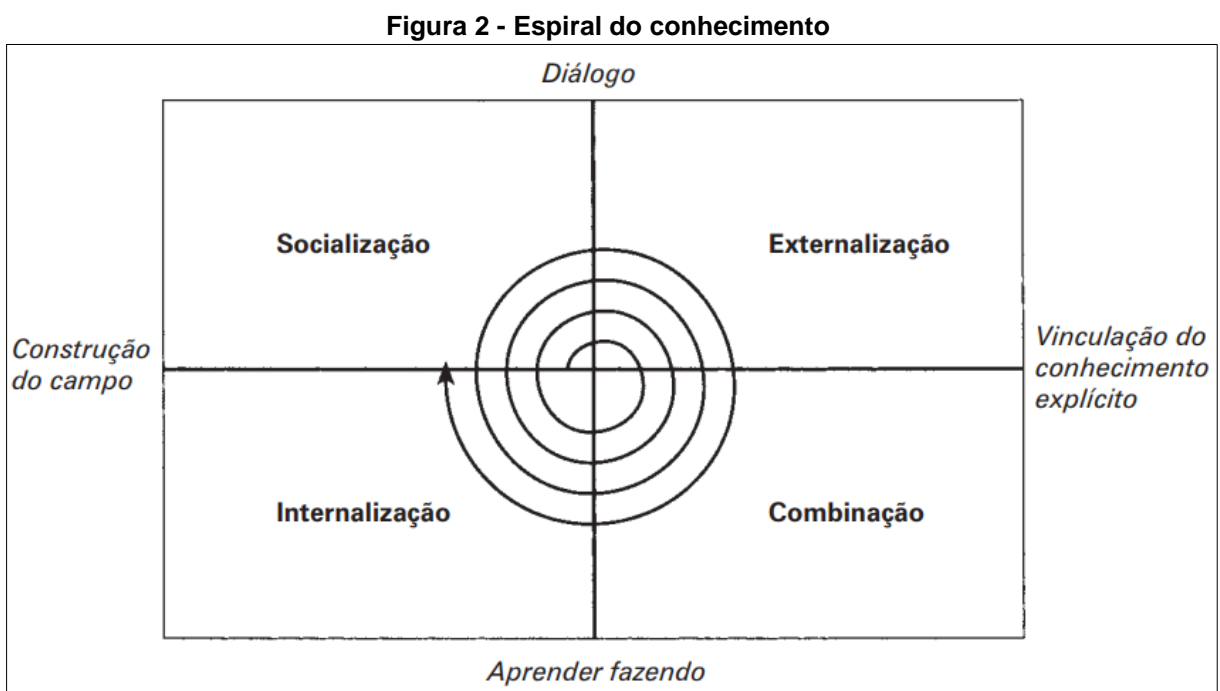 Figura 2 - Espiral do conhecimento
Diálogo
Socialização
Externalização
Construção
do campo
Vinculação do
conhecimento
explícito
Internalização
Combinação
Aprender fazendo